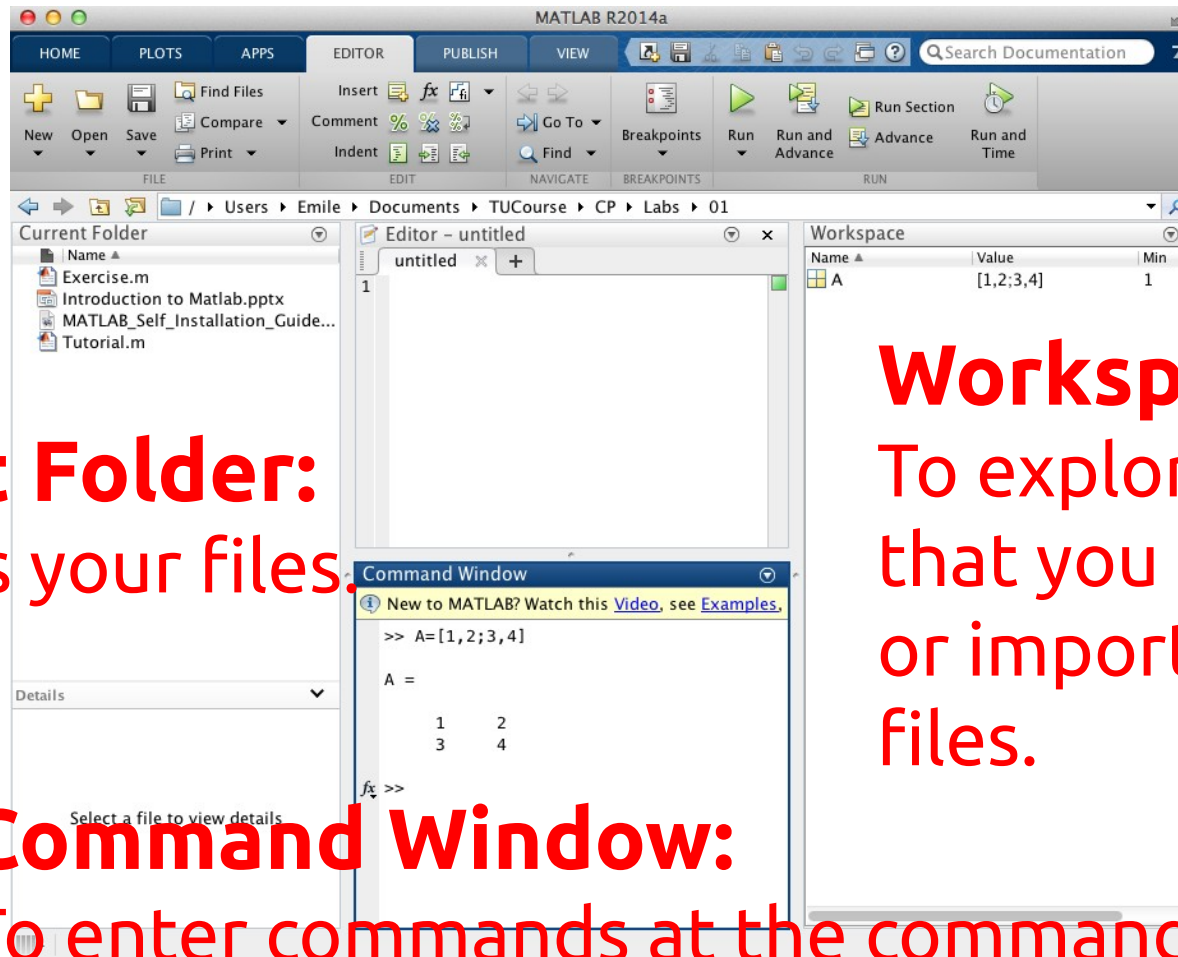 MATLAB R2014a
HOME PLOTS APPS EDITOR PUBLISH VIEW Search Documentation
Find Files Insert fx
New Open Save Compare Comment Go To Breakpoints Run Run and Advance Run Section Advance Run and Time
Print Indent Find
FILE EDIT NAVIGATE BREAKPOINTS RUN
/ Users Emile Documents TUCourse CP Labs 01
Current Folder
Name
Exercise.m
Introduction to Matlab.pptx
MATLAB_Self_Installation_Guide...
Tutorial.m
Editor – untitled
untitled
1
Workspace
Name Value Min
A [1,2;3,4] 1
Worksp
To explor
that you
or import
files.
t Folder:
s your files.
Command Window
New to MATLAB? Watch this Video, see Examples,
>> A=[1,2;3,4]
A =
1 2
3 4
fx >>
Details
Select a file to view details
Command Window:
To enter commands at the command